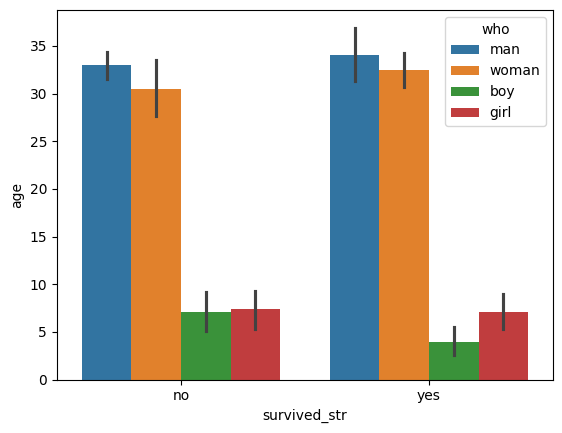 who
man
woman
boy
girl
35
30
25
20
15
10
5
0
age
no
yes
survived_str